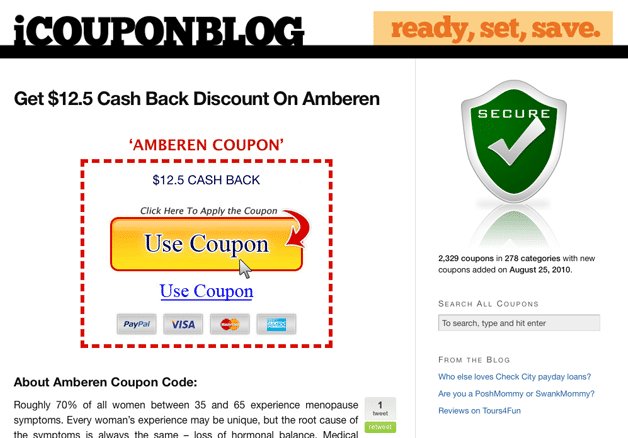 iCOUPONBLOG
ready, set, save.
Get $12.5 Cash Back Discount On Amberen
‘AMBEREN COUPON’
$12.5 CASH BACK
Click Here To Apply the Coupon
Use Coupon
Use Coupon
PayPal VISA MasterCard AMEX
About Amberen Coupon Code:
Roughly 70% of all women between 35 and 65 experience menopause
symptoms. Every woman's experience may be unique, but the root cause of
the symptoms is always the same – loss of hormonal balance. Medical
1
tweet
retweet
SECURE
2,329 coupons in 278 categories with new
coupons added on August 25, 2010.
SEARCH ALL COUPONS
To search, type and hit enter
FROM THE BLOG
Who else loves Check City payday loans?
Are you a PoshMommy or SwankMommy?
Reviews on Tours4Fun